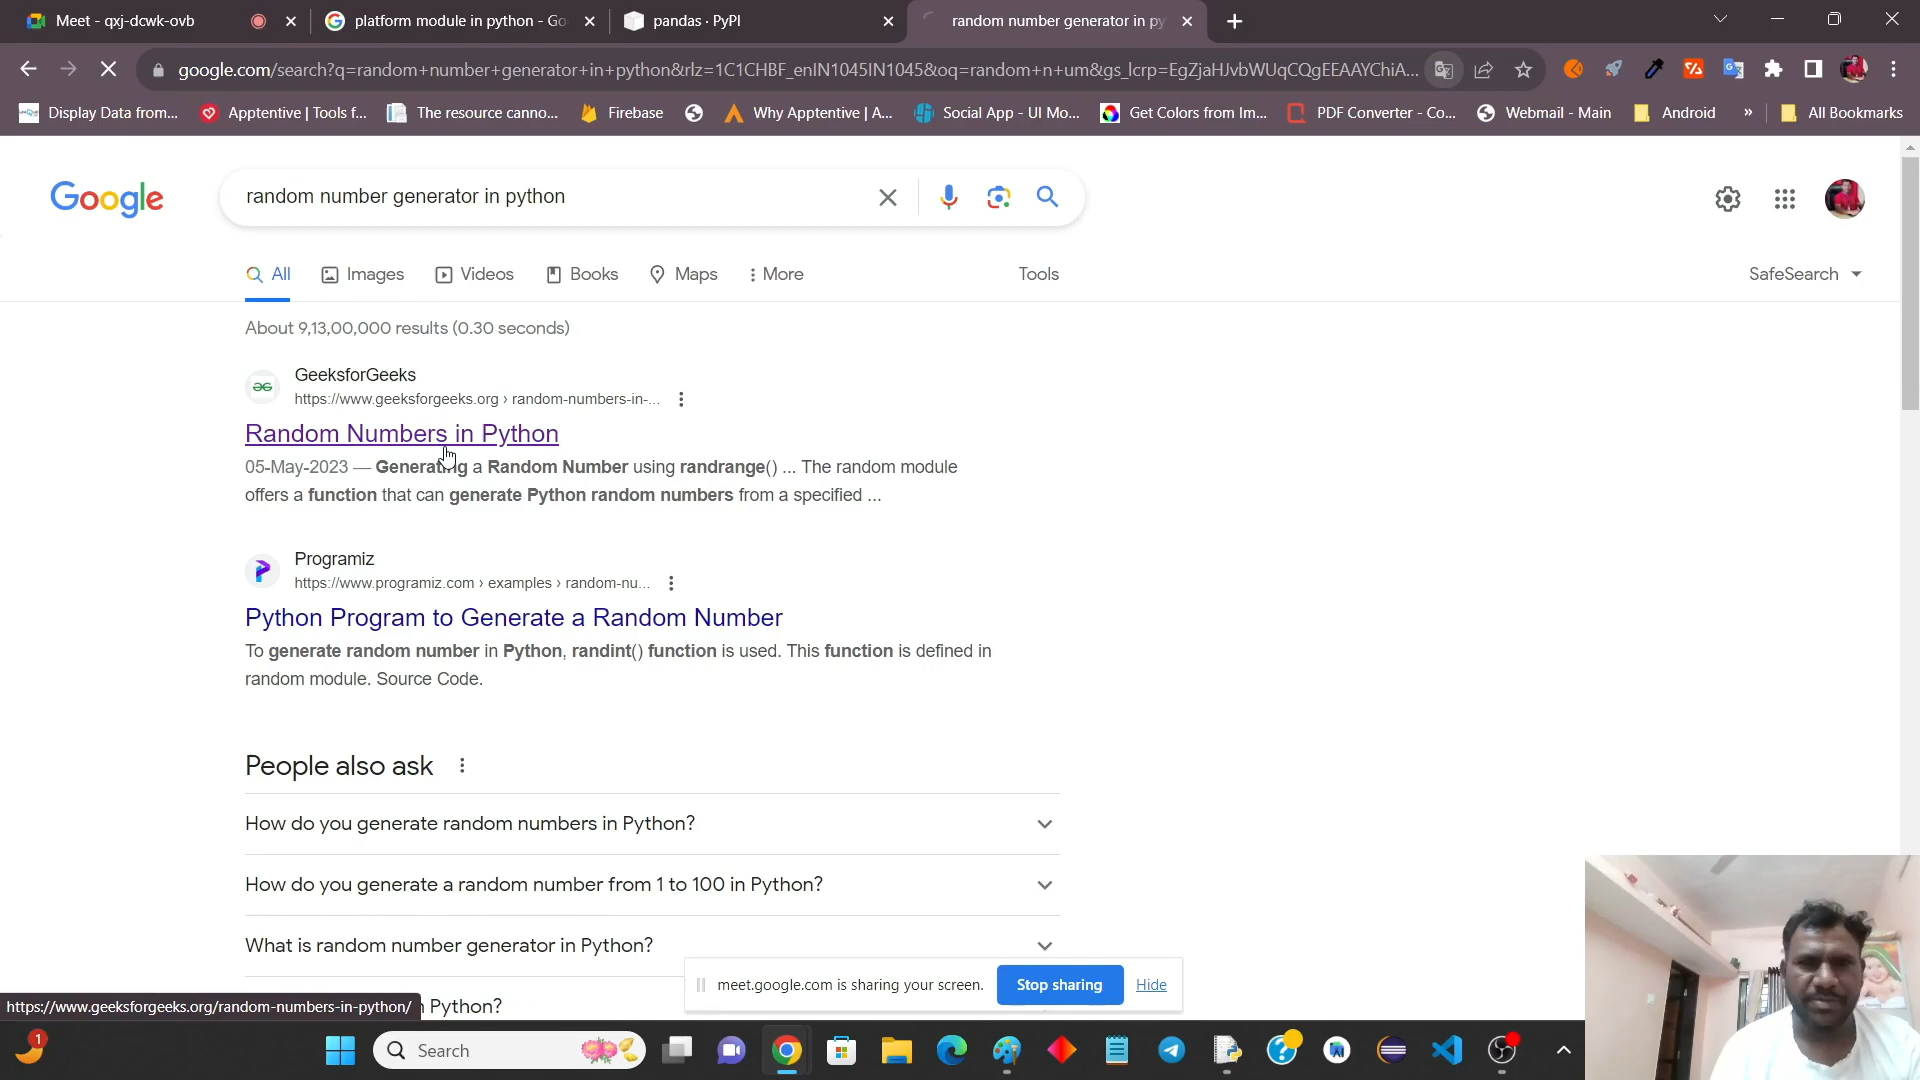 Meet - qxj-dcwk-ovb
platform module in python - Go
pandas · PyPI
random number generator in py
google.com/search?q=random+number+generator+in+python&rlz=1C1CHBF_enIN1045IN1045&oq=random+n+um&gs_lcrp=EgZjaHJvbWUqCQgEEAAYChiA...
Display Data from...
Apptentive | Tools f...
The resource canno...
Firebase
Why Apptentive | A...
Social App - UI Mo...
Get Colors from Im...
PDF Converter - Co...
Webmail - Main
Android
»
All Bookmarks
Google
random number generator in python
All
Images
Videos
Books
Maps
More
Tools
SafeSearch
About 9,13,00,000 results (0.30 seconds)
GeeksforGeeks
https://www.geeksforgeeks.org › random-numbers-in-...
Random Numbers in Python
05-May-2023 — Generating a Random Number using randrange() ... The random module
offers a function that can generate Python random numbers from a specified ...
Programiz
https://www.programiz.com › examples › random-nu...
Python Program to Generate a Random Number
To generate random number in Python, randint() function is used. This function is defined in
random module. Source Code.
People also ask
How do you generate random numbers in Python?
How do you generate a random number from 1 to 100 in Python?
What is random number generator in Python?
meet.google.com is sharing your screen.
Stop sharing
Hide
https://www.geeksforgeeks.org/random-numbers-in-python/
Python?
1
Search